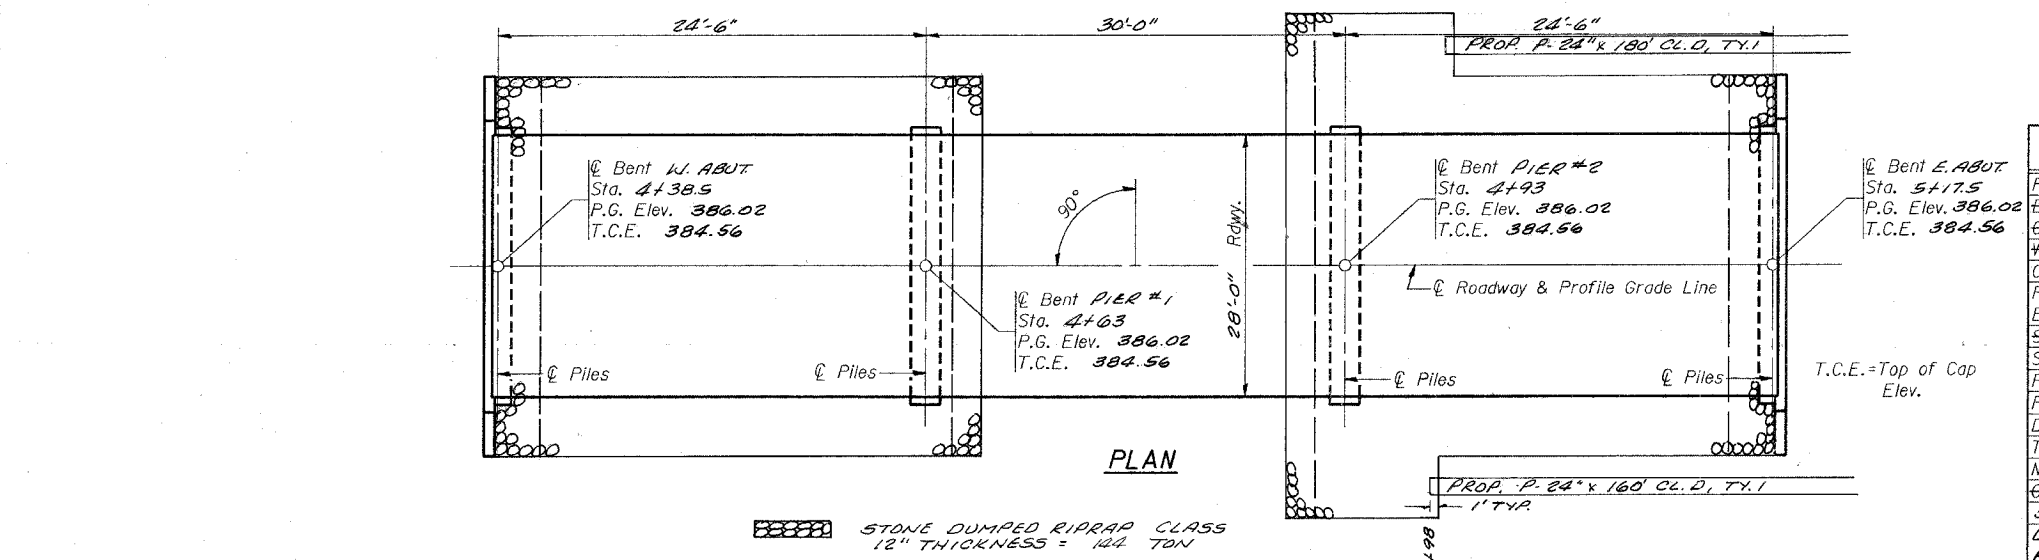 24'-6"
30'-0"
24'-6"
PROP. P-24" x 180' CL.D, TY.1
℄ Bent W. ABUT.
Sta. 4+38.5
P.G. Elev. 386.02
T.C.E. 384.56
90°
28'-0" Rdwy.
℄ Bent PIER #2
Sta. 4+93
P.G. Elev. 386.02
T.C.E. 384.56
℄ Bent E. ABUT.
Sta. 5+17.5
P.G. Elev. 386.02
T.C.E. 384.56
℄ Roadway & Profile Grade Line
℄ Bent PIER #1
Sta. 4+63
P.G. Elev. 386.02
T.C.E. 384.56
℄ Piles
℄ Piles
℄ Piles
℄ Piles
T.C.E.=Top of Cap
Elev.
PLAN
PROP. P-24" x 160' CL.D, TY.1
1' TYP.
STONE DUMPED RIPRAP CLASS
12" THICKNESS = 144 TON